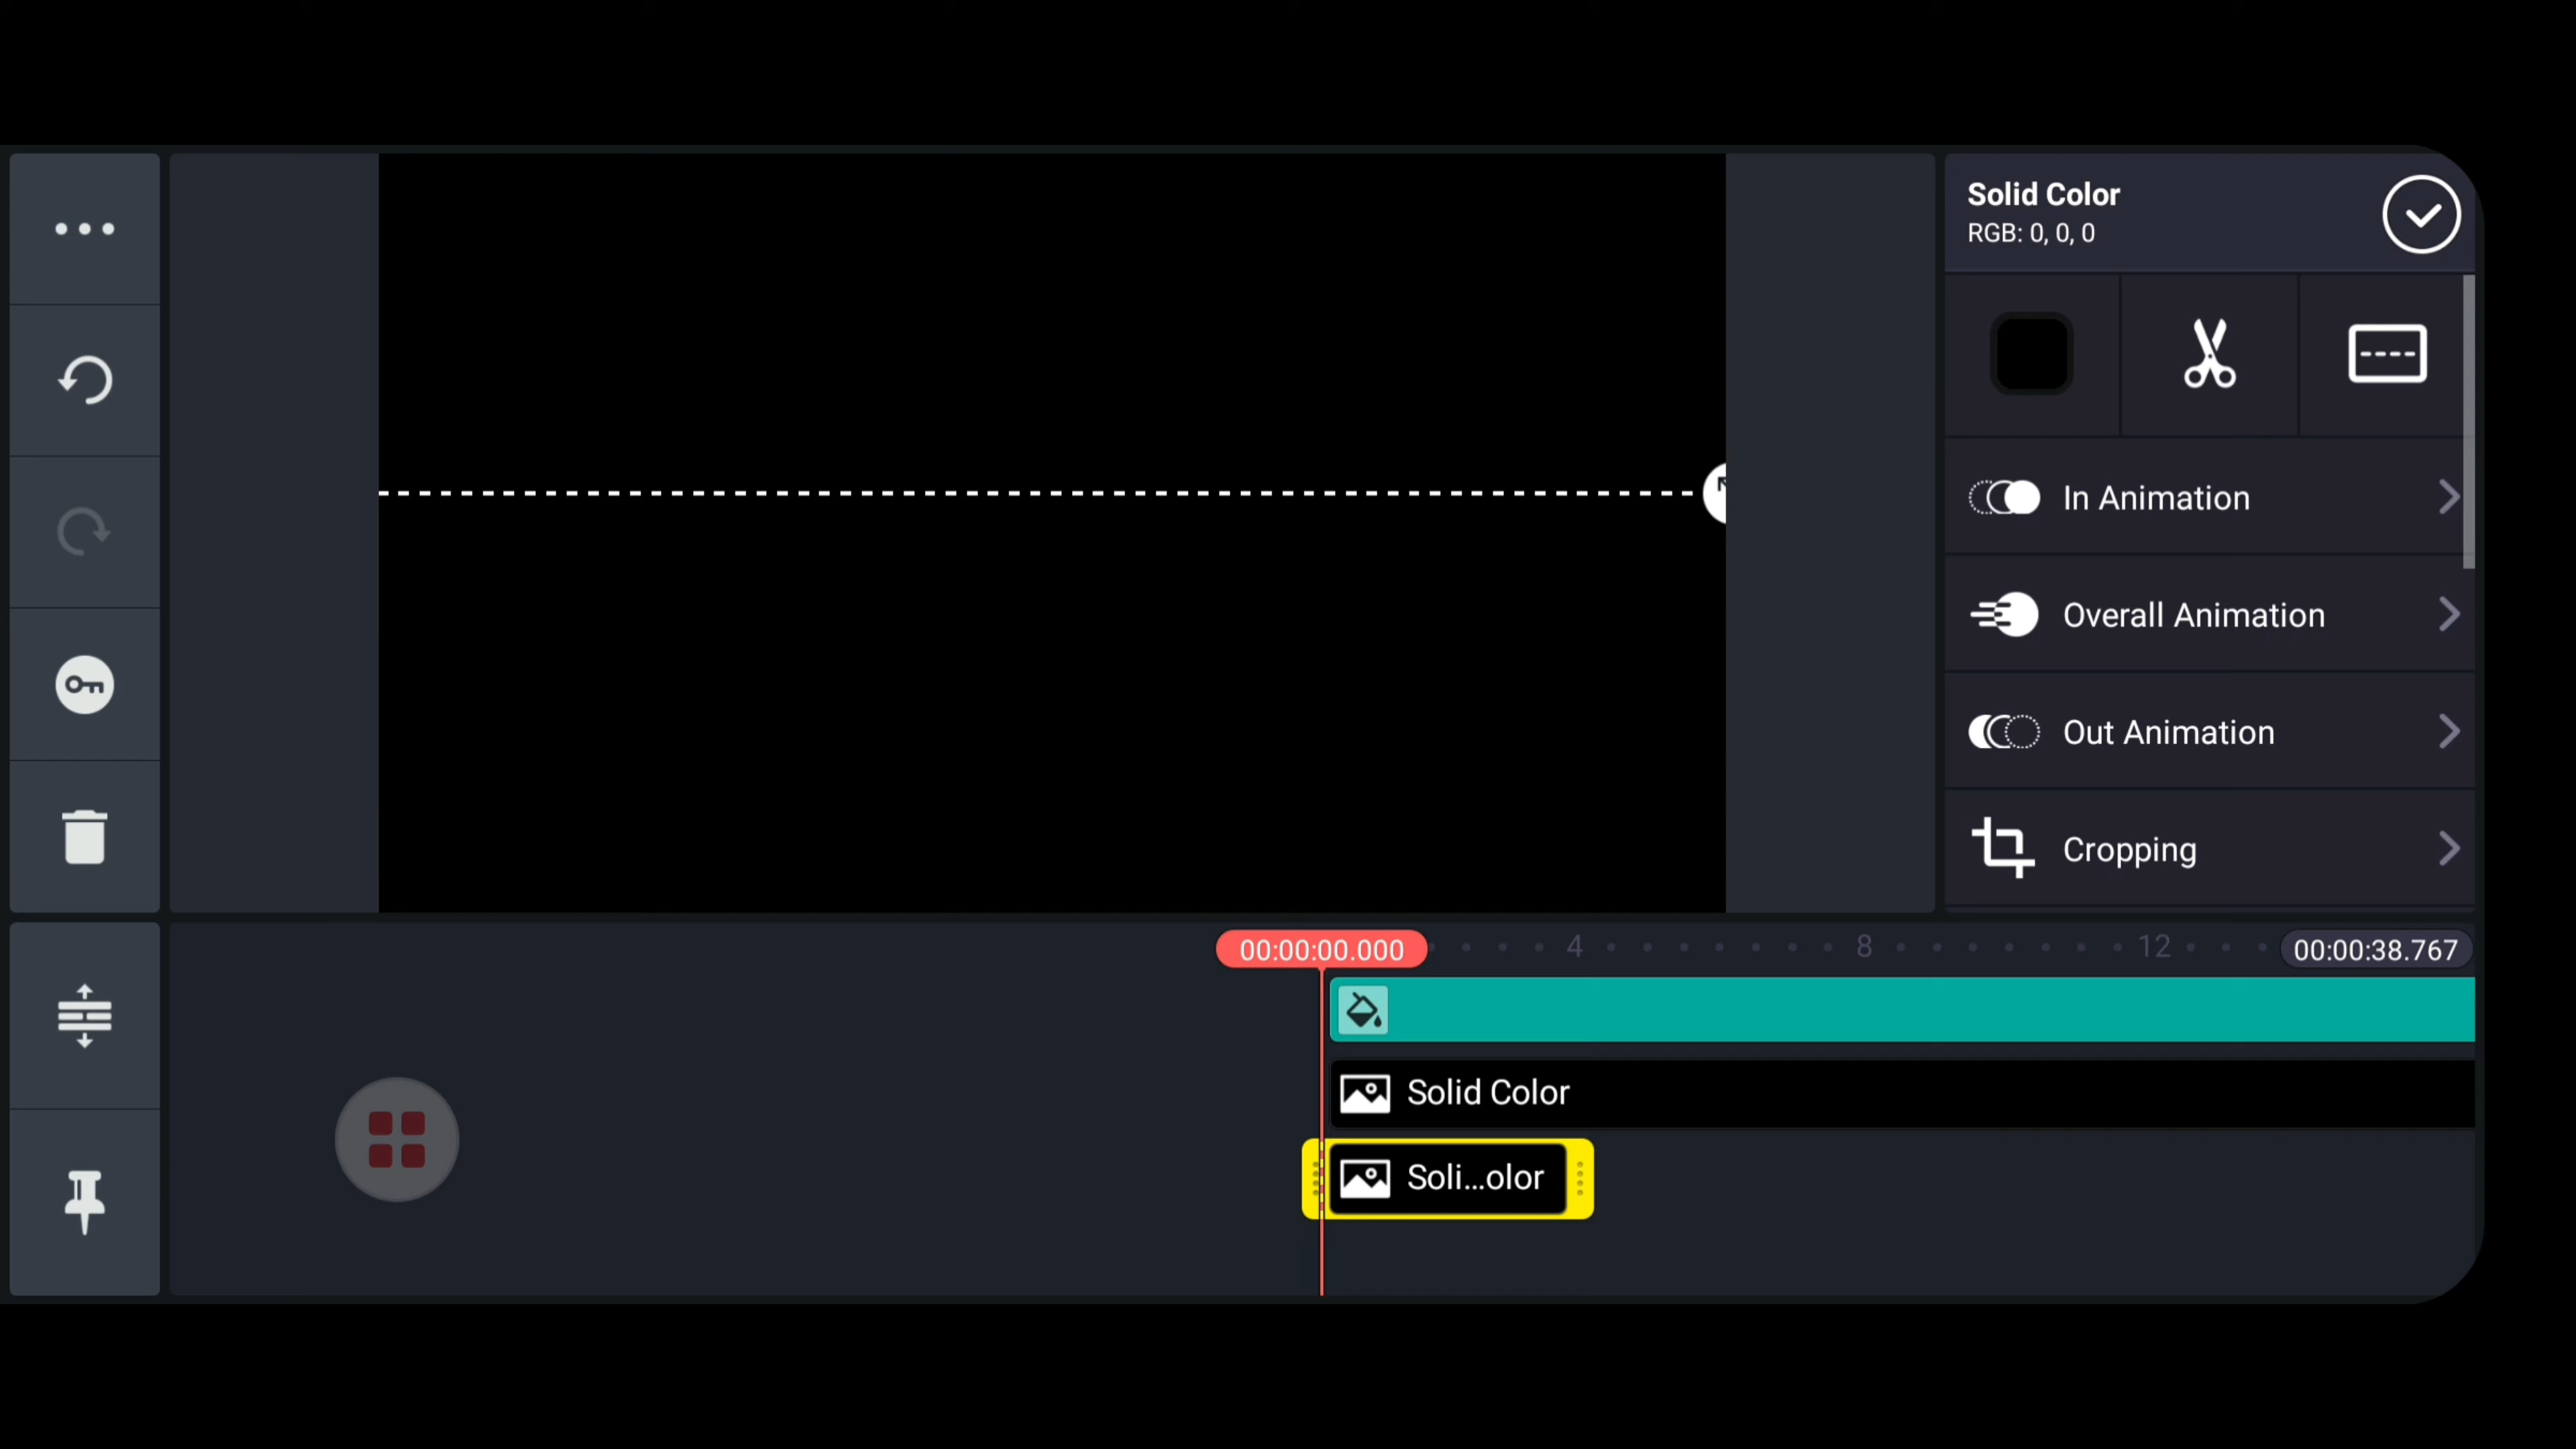 Solid Color
RGB: 0, 0, 0
In Animation
Overall Animation
Out Animation
Cropping
00:00:00.000
4
8
12
00:00:38.767
Solid Color
Soli...olor